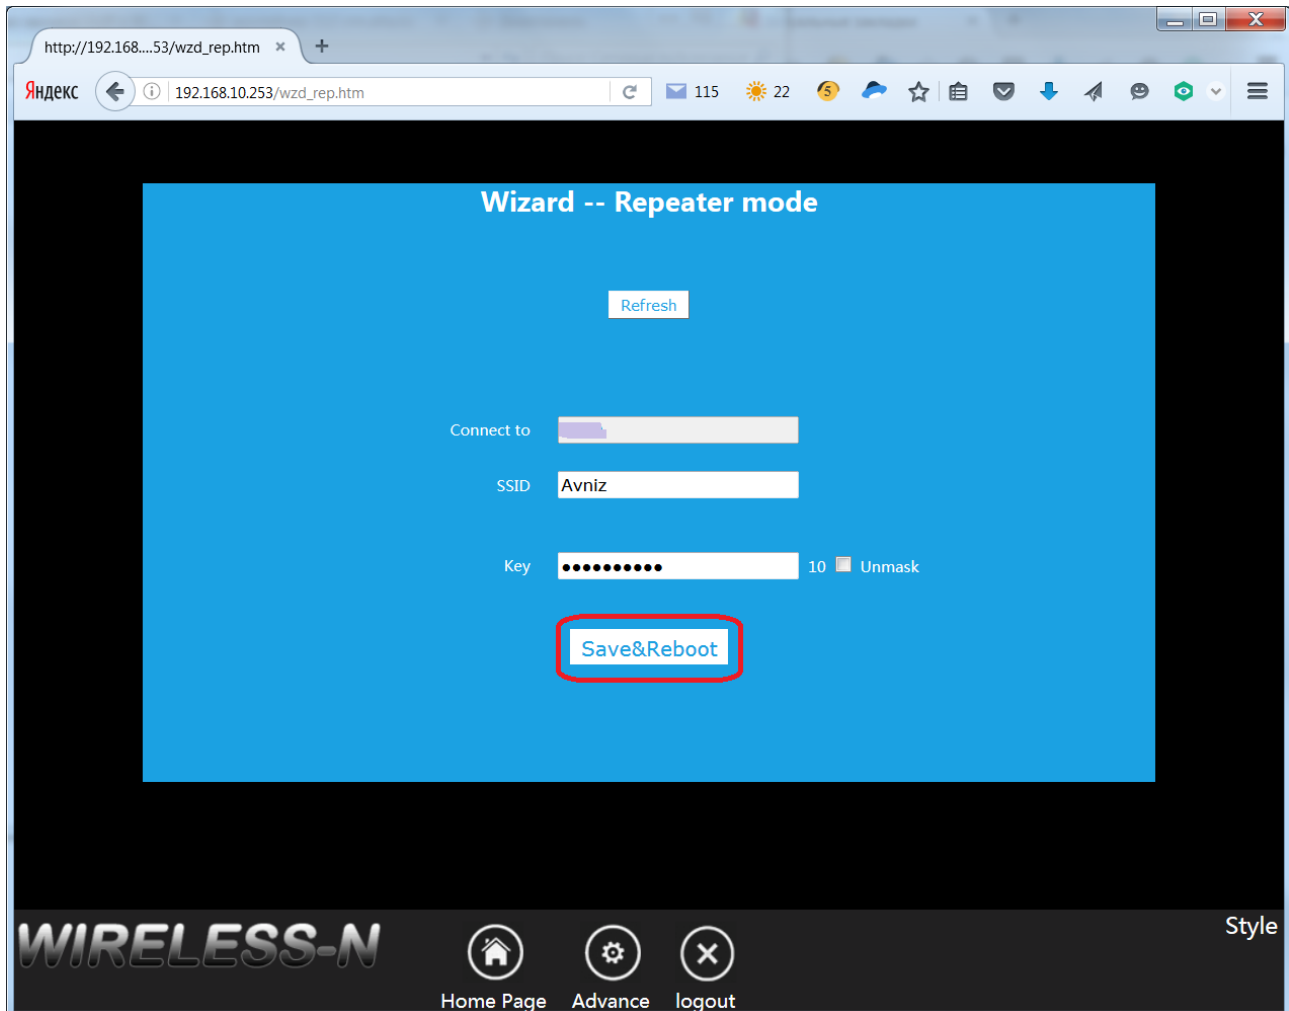 http://192.168....53/wzd_rep.htm × +
Яндекс 192.168.10.253/wzd_rep.htm 115 22 5
Wizard -- Repeater mode
Refresh
Connect to
SSID Avniz
Key ●●●●●●●●●● 10 Unmask
Save&Reboot
WIRELESS-N
Style
Home Page Advance logout